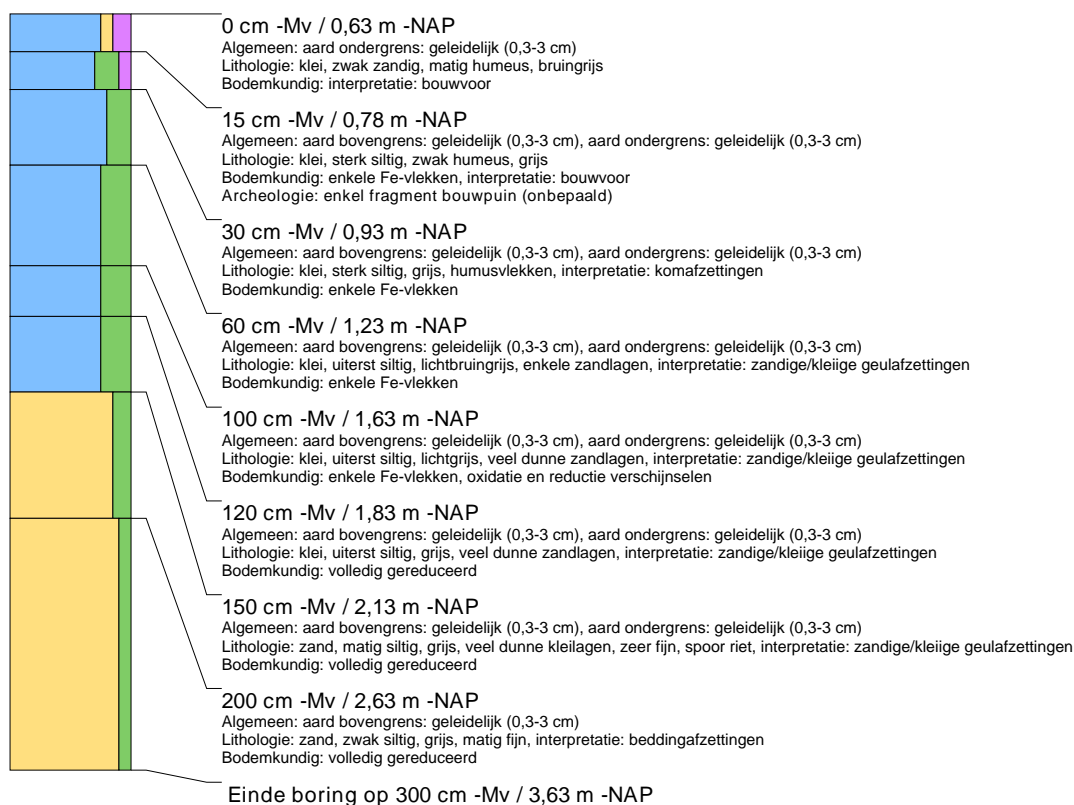 0 cm -Mv / 0,63 m -NAP
Algemeen: aard ondergrens: geleidelijk (0,3-3 cm)
Lithologie: klei, zwak zandig, matig humeus, bruingrijs
Bodemkundig: interpretatie: bouwvoor
15 cm -Mv / 0,78 m -NAP
Algemeen: aard bovengrens: geleidelijk (0,3-3 cm), aard ondergrens: geleidelijk (0,3-3 cm)
Lithologie: klei, sterk siltig, zwak humeus, grijs
Bodemkundig: enkele Fe-vlekken, interpretatie: bouwvoor
Archeologie: enkel fragment bouwpuin (onbepaald)
30 cm -Mv / 0,93 m -NAP
Algemeen: aard bovengrens: geleidelijk (0,3-3 cm), aard ondergrens: geleidelijk (0,3-3 cm)
Lithologie: klei, sterk siltig, grijs, humusvlekken, interpretatie: komafzettingen
Bodemkundig: enkele Fe-vlekken
60 cm -Mv / 1,23 m -NAP
Algemeen: aard bovengrens: geleidelijk (0,3-3 cm), aard ondergrens: geleidelijk (0,3-3 cm)
Lithologie: klei, uiterst siltig, lichtbruingrijs, enkele zandlagen, interpretatie: zandige/kleiige geulafzettingen
Bodemkundig: enkele Fe-vlekken
100 cm -Mv / 1,63 m -NAP
Algemeen: aard bovengrens: geleidelijk (0,3-3 cm), aard ondergrens: geleidelijk (0,3-3 cm)
Lithologie: klei, uiterst siltig, lichtgrijs, veel dunne zandlagen, interpretatie: zandige/kleiige geulafzettingen
Bodemkundig: enkele Fe-vlekken, oxidatie en reductie verschijnselen
120 cm -Mv / 1,83 m -NAP
Algemeen: aard bovengrens: geleidelijk (0,3-3 cm), aard ondergrens: geleidelijk (0,3-3 cm)
Lithologie: klei, uiterst siltig, grijs, veel dunne zandlagen, interpretatie: zandige/kleiige geulafzettingen
Bodemkundig: volledig gereduceerd
150 cm -Mv / 2,13 m -NAP
Algemeen: aard bovengrens: geleidelijk (0,3-3 cm), aard ondergrens: geleidelijk (0,3-3 cm)
Lithologie: zand, matig siltig, grijs, veel dunne kleilagen, zeer fijn, spoor riet, interpretatie: zandige/kleiige geulafzettingen
Bodemkundig: volledig gereduceerd
200 cm -Mv / 2,63 m -NAP
Algemeen: aard bovengrens: geleidelijk (0,3-3 cm)
Lithologie: zand, zwak siltig, grijs, matig fijn, interpretatie: beddingafzettingen
Bodemkundig: volledig gereduceerd
Einde boring op 300 cm -Mv / 3,63 m -NAP